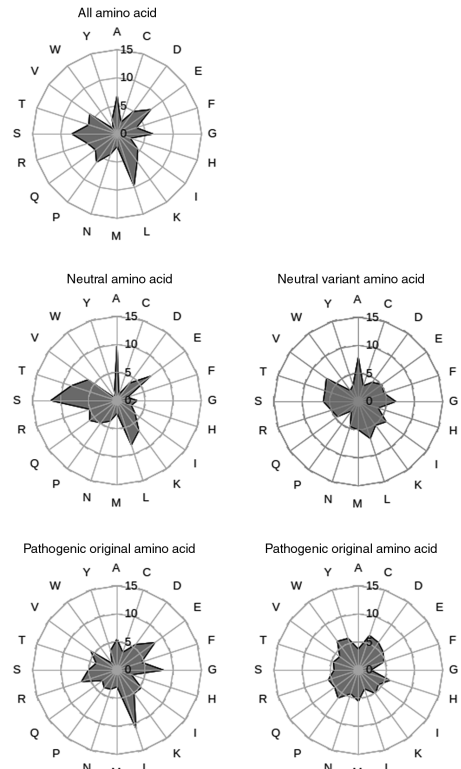 All amino acid
A
Y C
W D
V E
T F
S G
R H
Q I
P K
N L
M
15
10
5
0
Neutral amino acid
A
Y C
W D
V E
T F
S G
R H
Q I
P K
N L
M
15
10
5
0
Neutral variant amino acid
A
Y C
W D
V E
T F
S G
R H
Q I
P K
N L
M
15
10
5
0
Pathogenic original amino acid
A
Y C
W D
V E
T F
S G
R H
Q I
P K
N L
15
10
5
0
Pathogenic original amino acid
A
Y C
W D
V E
T F
S G
R H
Q I
P K
N L
15
10
5
0